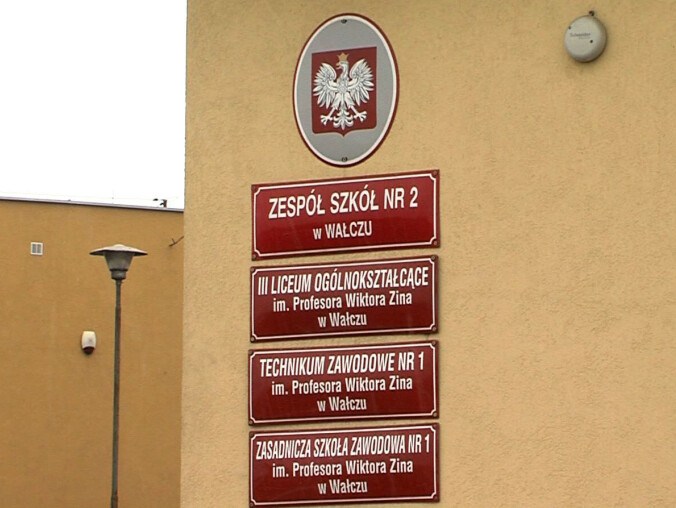 ZESPÓŁ SZKÓŁ NR 2
w WAŁCZU
III LICEUM OGÓLNOKSZTAŁCĄCE
im. Profesora Wiktora Zina
w Wałczu
TECHNIKUM ZAWODOWE NR 1
im. Profesora Wiktora Zina
w Wałczu
ZASADNICZA SZKOŁA ZAWODOWA NR 1
im. Profesora Wiktora Zina
w Wałczu